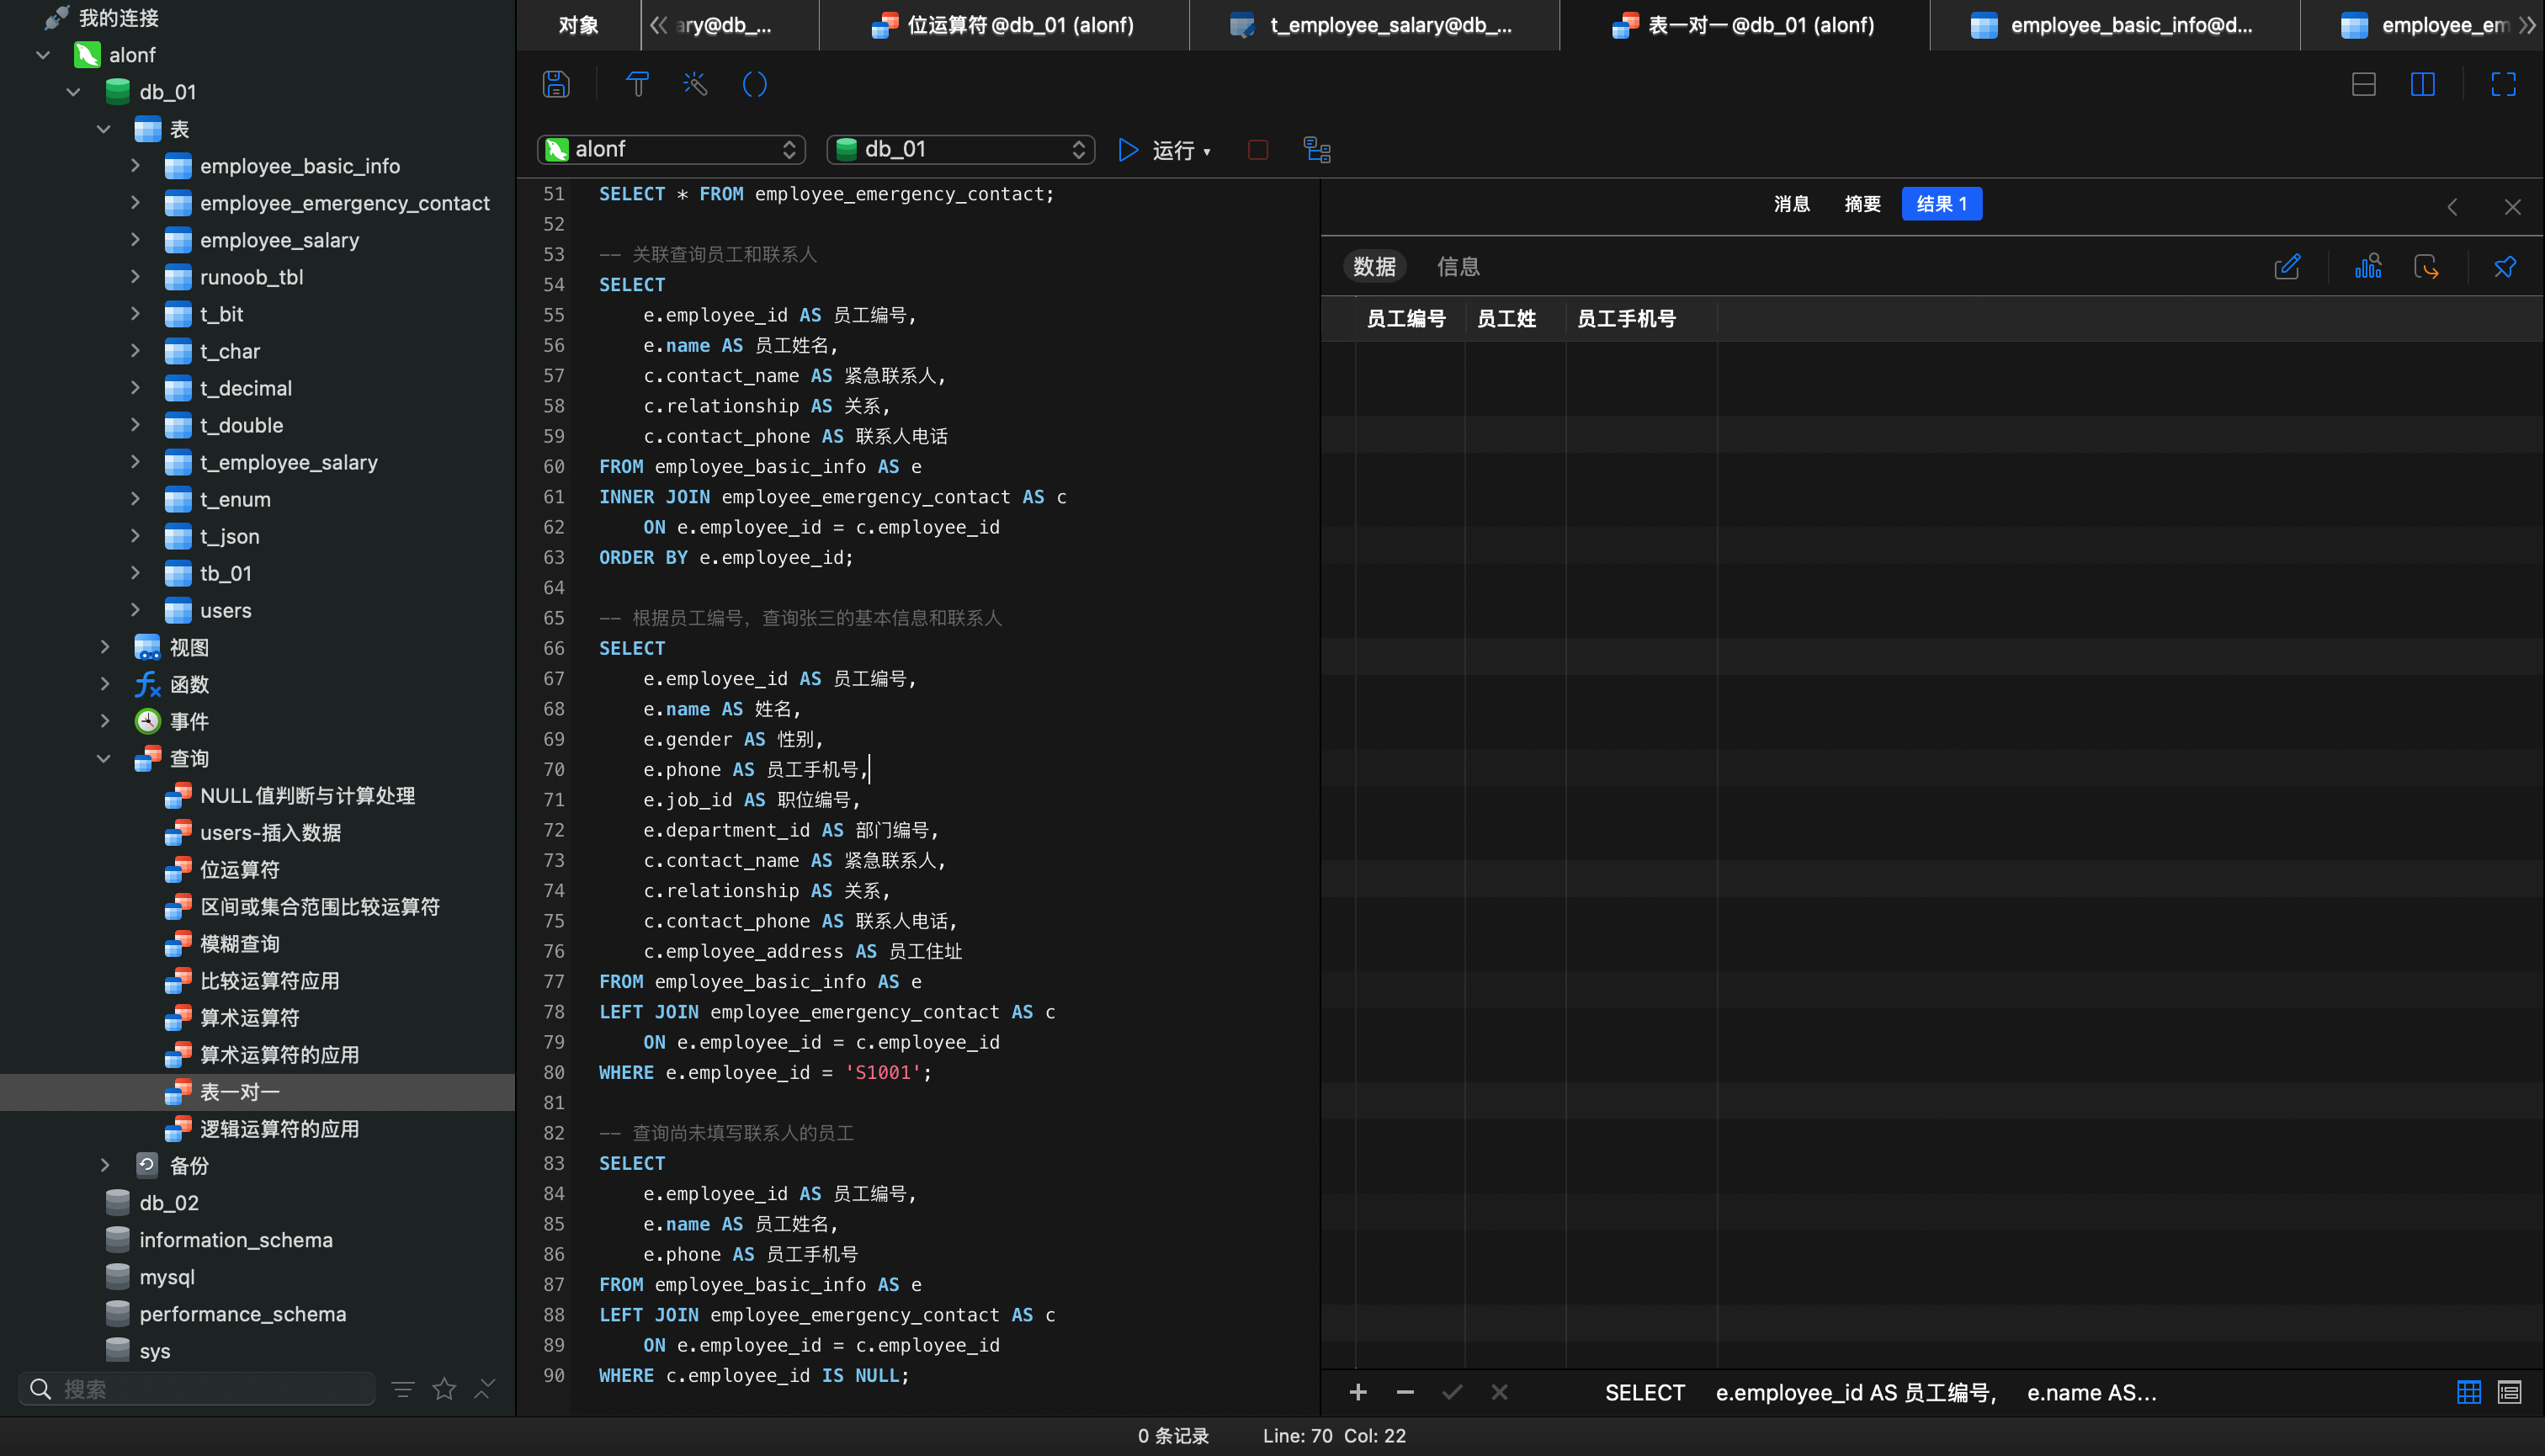 我的连接
alonf
db_01
表
employee_basic_info
employee_emergency_contact
employee_salary
runoob_tbl
t_bit
t_char
t_decimal
t_double
t_employee_salary
t_enum
t_json
tb_01
users
视图
函数
事件
查询
NULL值判断与计算处理
users-插入数据
位运算符
区间或集合范围比较运算符
模糊查询
比较运算符应用
算术运算符
算术运算符的应用
表一对一
逻辑运算符的应用
备份
db_02
information_schema
mysql
performance_schema
sys
搜索
对象 ary@db_... 位运算符@db_01 (alonf) t_employee_salary@db_... 表一对一@db_01 (alonf) employee_basic_info@d... employee_em
alonf db_01 运行
51 SELECT * FROM employee_emergency_contact;
52
53 -- 关联查询员工和联系人
54 SELECT
55 e.employee_id AS 员工编号,
56 e.name AS 员工姓名,
57 c.contact_name AS 紧急联系人,
58 c.relationship AS 关系,
59 c.contact_phone AS 联系人电话
60 FROM employee_basic_info AS e
61 INNER JOIN employee_emergency_contact AS c
62 ON e.employee_id = c.employee_id
63 ORDER BY e.employee_id;
64
65 -- 根据员工编号，查询张三的基本信息和联系人
66 SELECT
67 e.employee_id AS 员工编号,
68 e.name AS 姓名,
69 e.gender AS 性别,
70 e.phone AS 员工手机号,
71 e.job_id AS 职位编号,
72 e.department_id AS 部门编号,
73 c.contact_name AS 紧急联系人,
74 c.relationship AS 关系,
75 c.contact_phone AS 联系人电话,
76 c.employee_address AS 员工住址
77 FROM employee_basic_info AS e
78 LEFT JOIN employee_emergency_contact AS c
79 ON e.employee_id = c.employee_id
80 WHERE e.employee_id = 'S1001';
81
82 -- 查询尚未填写联系人的员工
83 SELECT
84 e.employee_id AS 员工编号,
85 e.name AS 员工姓名,
86 e.phone AS 员工手机号
87 FROM employee_basic_info AS e
88 LEFT JOIN employee_emergency_contact AS c
89 ON e.employee_id = c.employee_id
90 WHERE c.employee_id IS NULL;
消息 摘要 结果 1
数据 信息
员工编号 员工姓 员工手机号
SELECT e.employee_id AS 员工编号, e.name AS...
0 条记录 Line: 70 Col: 22